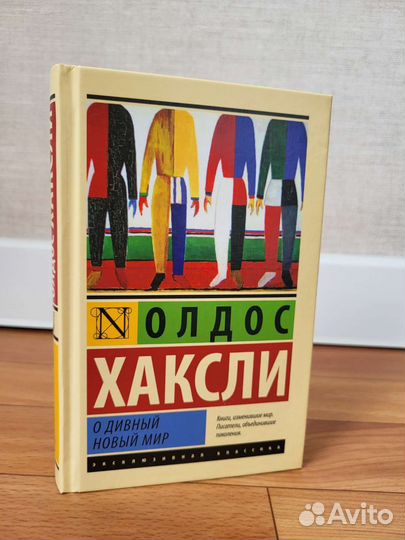 N ОЛДОС
ХАКСЛИ
О ДИВНЫЙ
НОВЫЙ МИР
Книги, изменившие мир.
Писатели, объединившие
поколения.
ЭКСКЛЮЗИВНАЯ КЛАССИКА
Avito